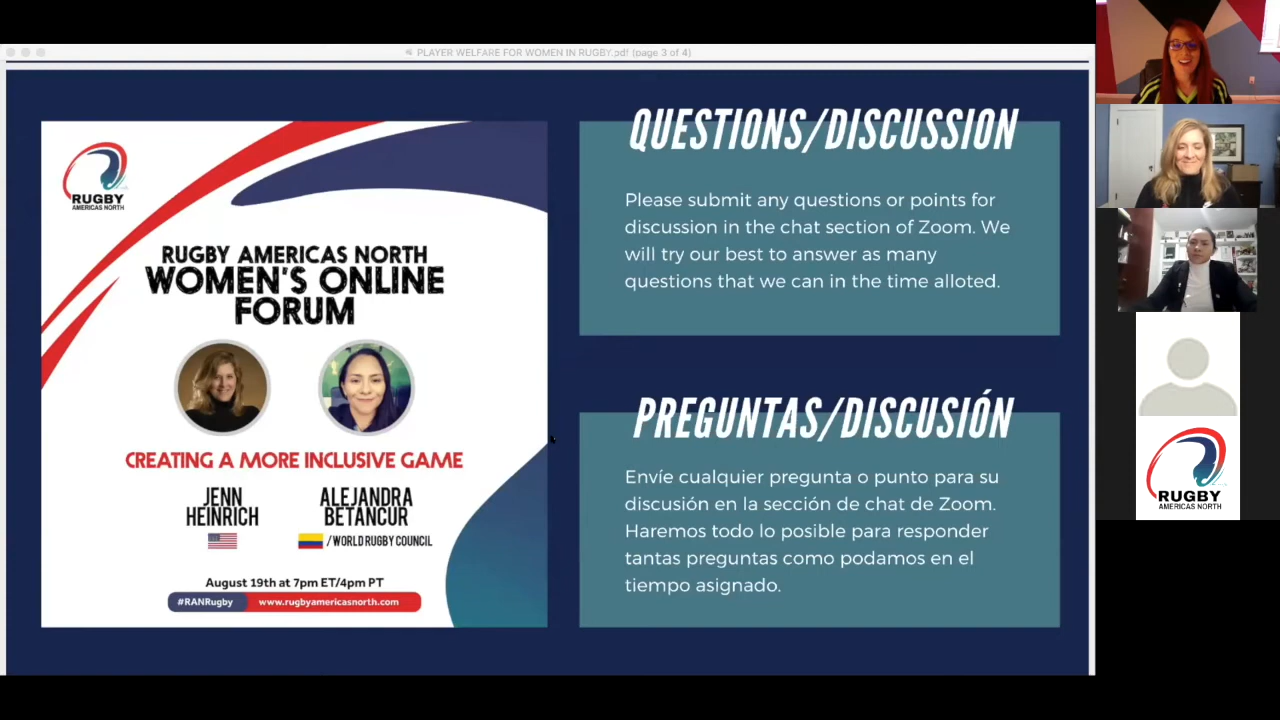 PLAYER WELFARE FOR WOMEN IN RUGBY.pdf (page 3 of 4)
RUGBY
AMERICAS NORTH
RUGBY AMERICAS NORTH
WOMEN'S ONLINE
FORUM
CREATING A MORE INCLUSIVE GAME
JENN
HEINRICH
ALEJANDRA
BETANCUR
/WORLD RUGBY COUNCIL
August 19th at 7pm ET/4pm PT
#RANRugby
www.rugbyamericasnorth.com
QUESTIONS/DISCUSSION
Please submit any questions or points for
discussion in the chat section of Zoom. We
will try our best to answer as many
questions that we can in the time alloted.
PREGUNTAS/DISCUSIÓN
Envíe cualquier pregunta o punto para su
discusión en la sección de chat de Zoom.
Haremos todo lo posible para responder
tantas preguntas como podamos en el
tiempo asignado.
RUGBY
AMERICAS NORTH